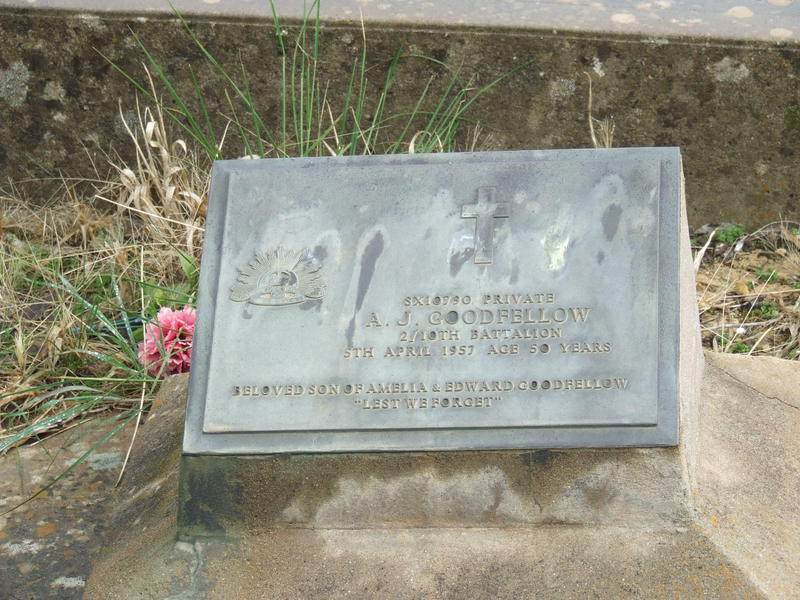 SX10790 PRIVATE
A. J. GOODFELLOW
2/10TH BATTALION
5TH APRIL 1957 AGE 50 YEARS
BELOVED SON OF AMELIA & EDWARD GOODFELLOW
"LEST WE FORGET"